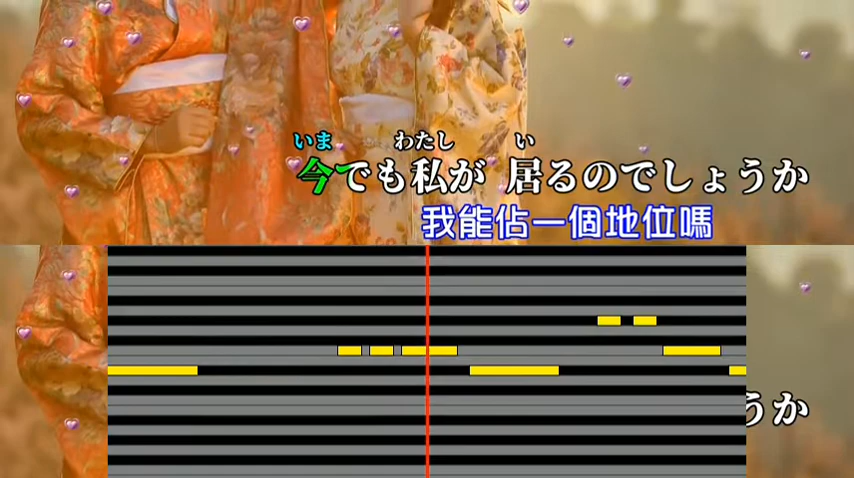 いま わたし い
今でも私が 居るのでしょうか
我能佔一個地位嗎
うか